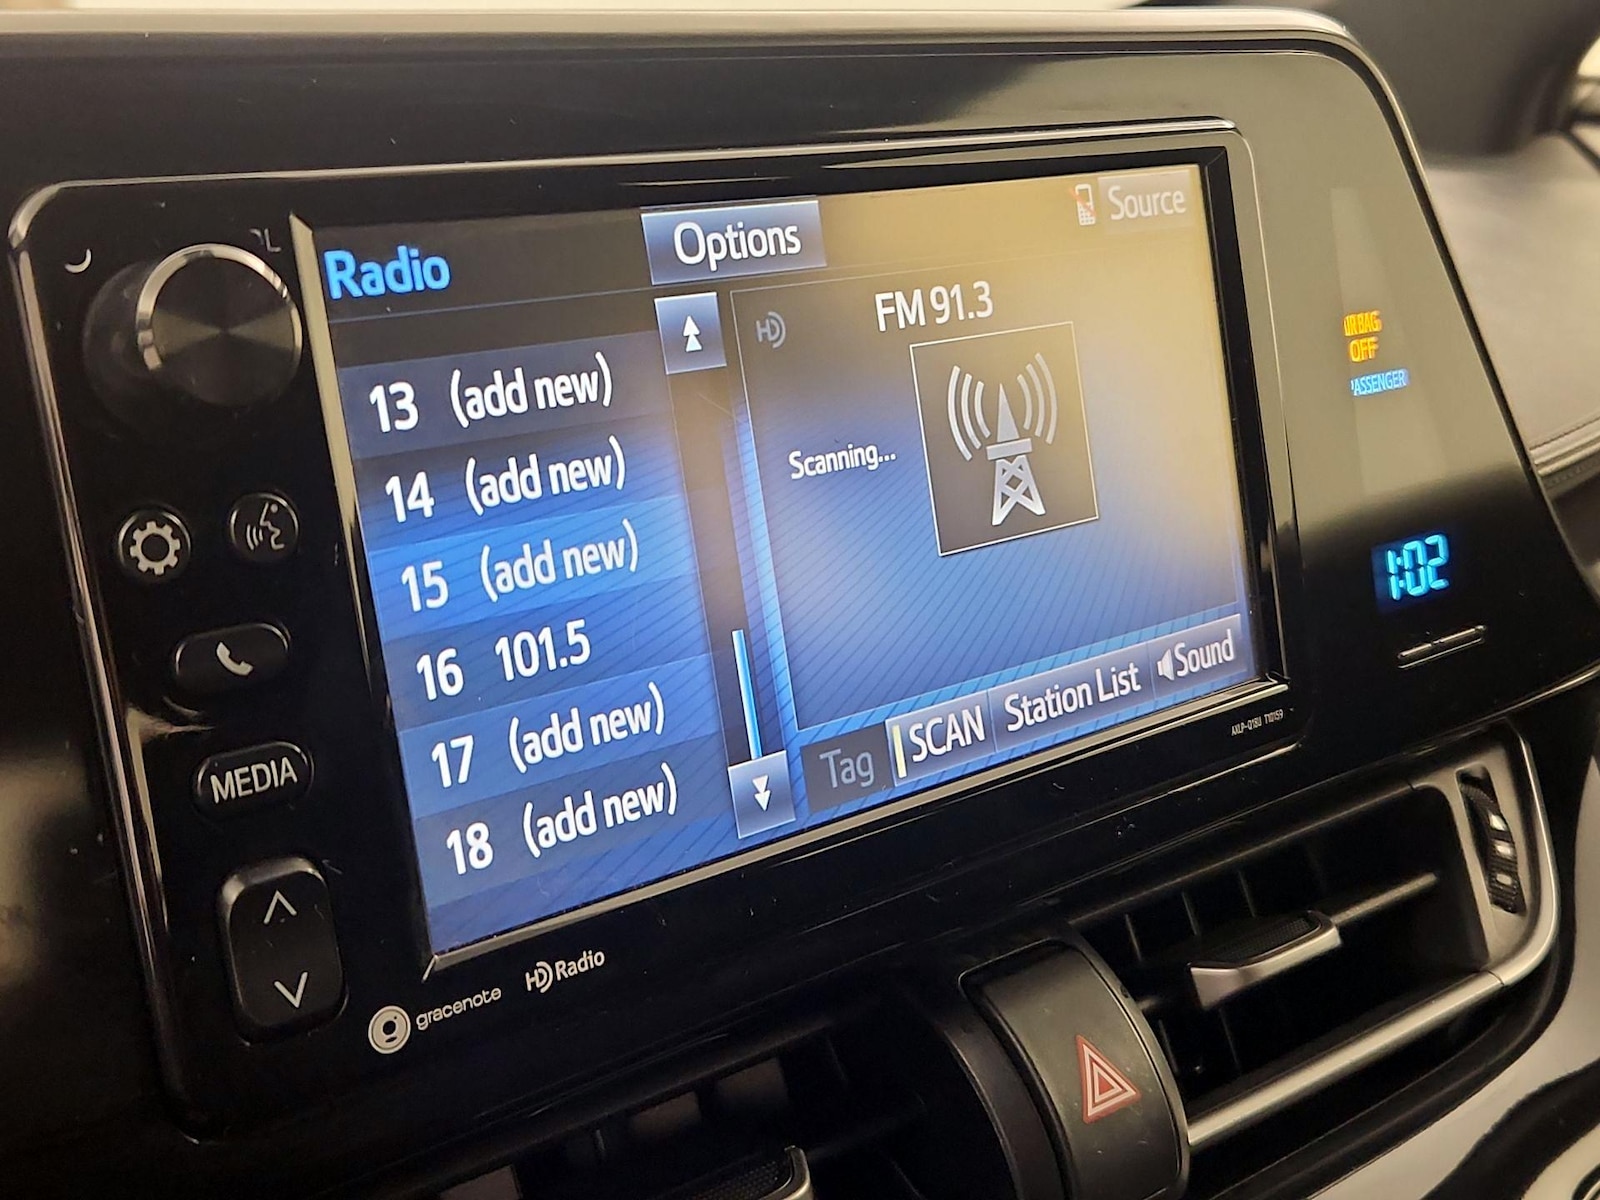 Radio
Options
Source
13 (add new)
14 (add new)
15 (add new)
16 101.5
17 (add new)
18 (add new)
HD
FM 91.3
Scanning...
Tag
SCAN
Station List
Sound
AIRBAG
OFF
PASSENGER
1:02
MEDIA
gracenote
HD Radio